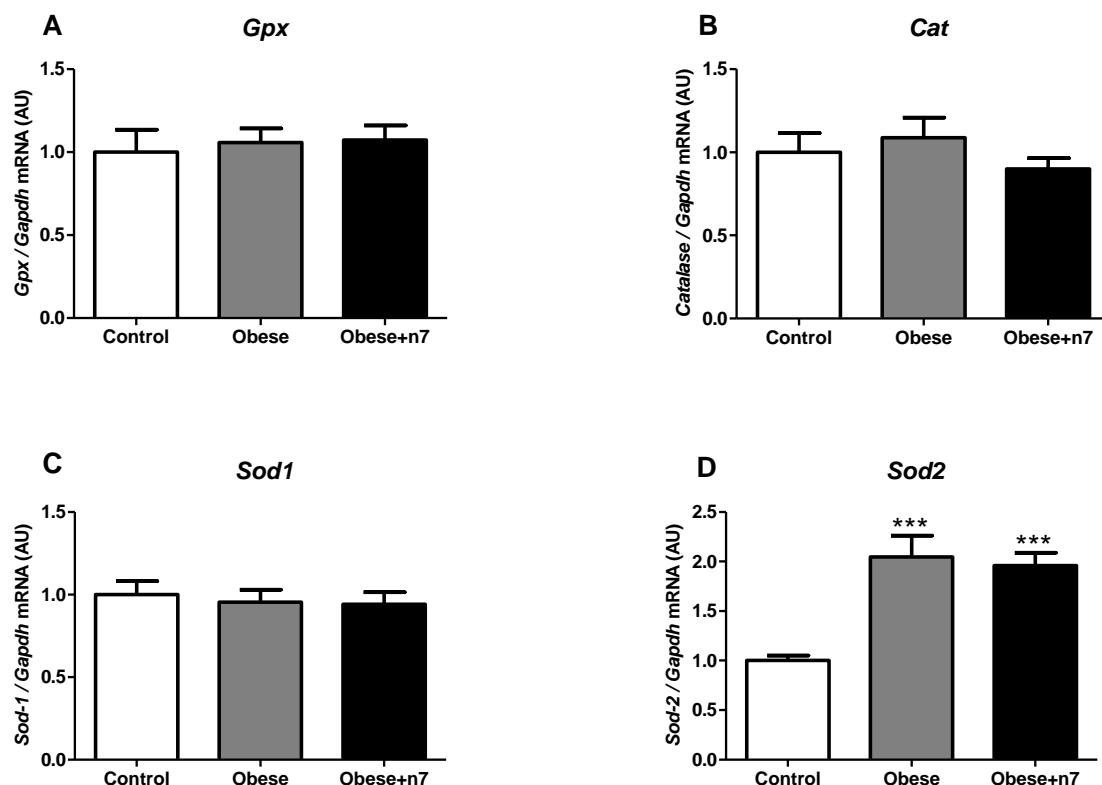 A
Gpx
Gpx / Gapdh mRNA (AU)
1.5
1.0
0.5
0.0
Control Obese Obese+n7
B
Cat
Catalase / Gapdh mRNA (AU)
1.5
1.0
0.5
0.0
Control Obese Obese+n7
C
Sod1
Sod-1 / Gapdh mRNA (AU)
1.5
1.0
0.5
0.0
Control Obese Obese+n7
D
Sod2
Sod-2 / Gapdh mRNA (AU)
2.5
2.0
1.5
1.0
0.5
0.0
*** ***
Control Obese Obese+n7